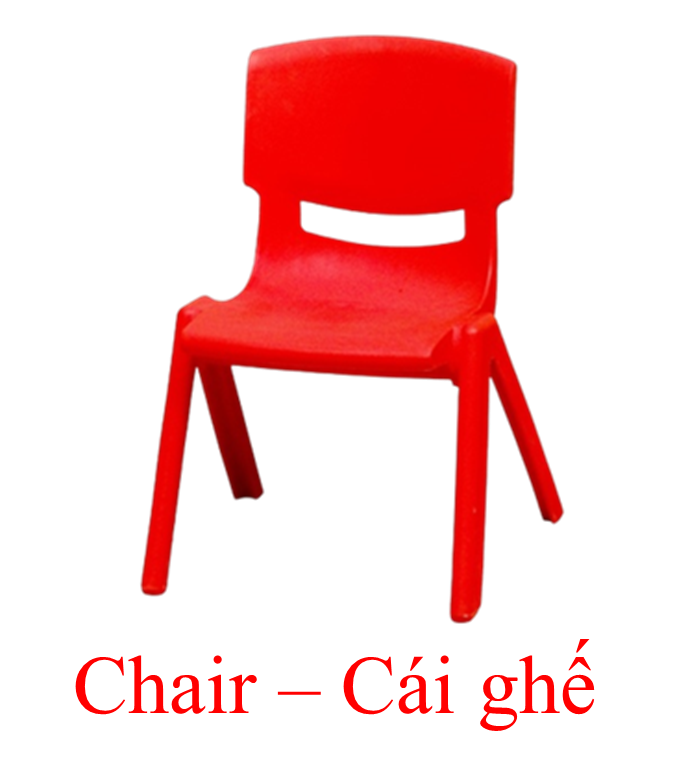 Chair – Cái ghế